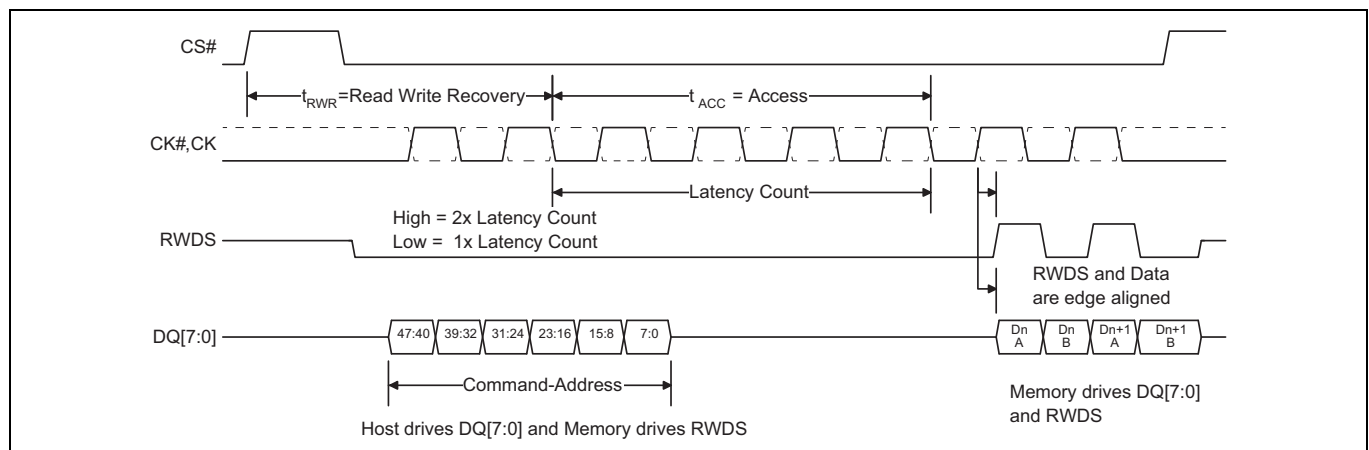 CS#
tRWR=Read Write Recovery
tACC = Access
CK#,CK
Latency Count
High = 2x Latency Count
Low = 1x Latency Count
RWDS
RWDS and Data
are edge aligned
DQ[7:0]
47:40 39:32 31:24 23:16 15:8 7:0
Dn A
Dn B
Dn+1 A
Dn+1 B
Command-Address
Memory drives DQ[7:0]
and RWDS
Host drives DQ[7:0] and Memory drives RWDS